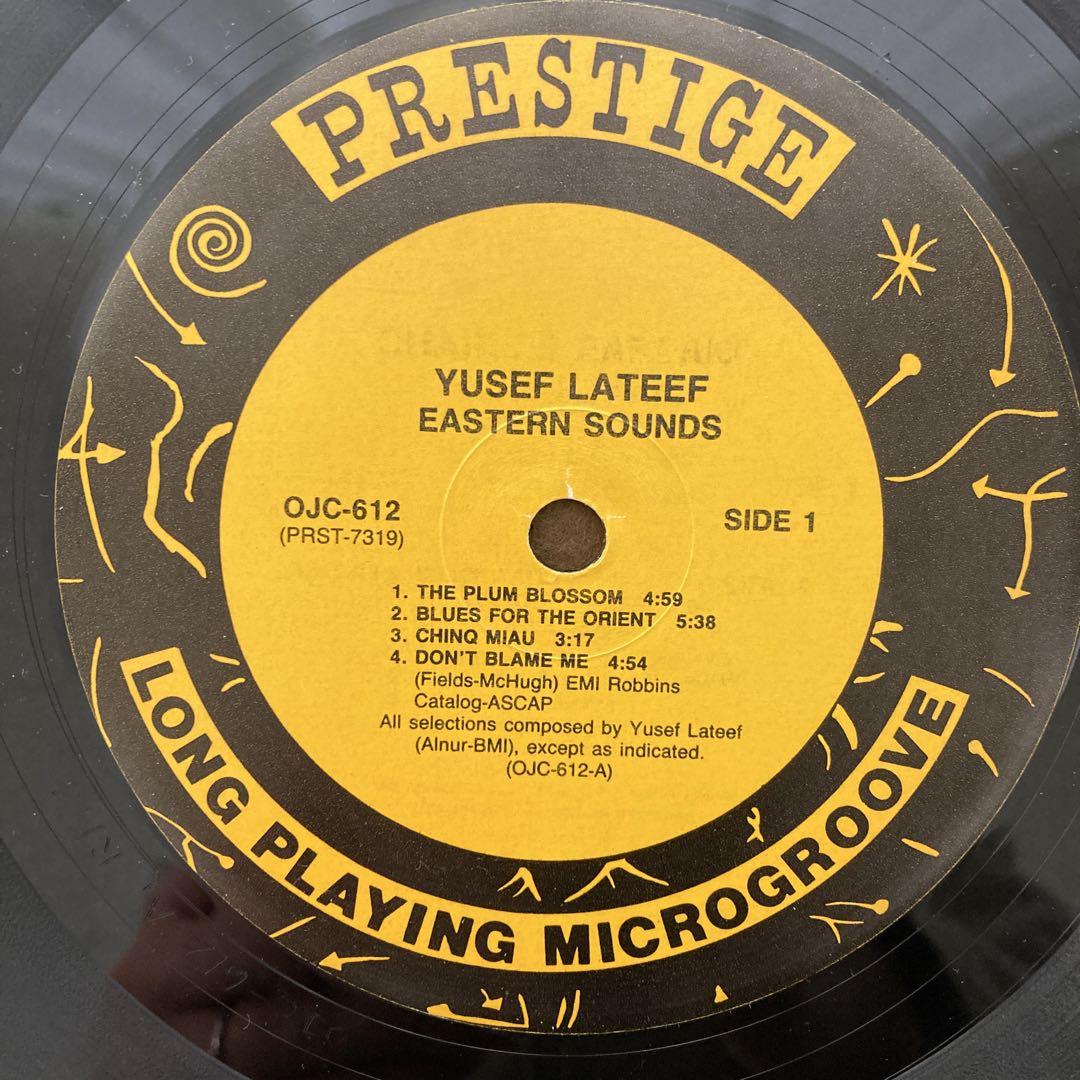 PRESTIGE
YUSEF LATEEF
EASTERN SOUNDS
OJC-612
(PRST-7319)
SIDE 1
1. THE PLUM BLOSSOM 4:59
2. BLUES FOR THE ORIENT 5:38
3. CHINQ MIAU 3:17
4. DON'T BLAME ME 4:54
(Fields-McHugh) EMI Robbins
Catalog-ASCAP
All selections composed by Yusef Lateef
(Alnur-BMI), except as indicated.
(OJC-612-A)
LONG PLAYING MICROGROOVE